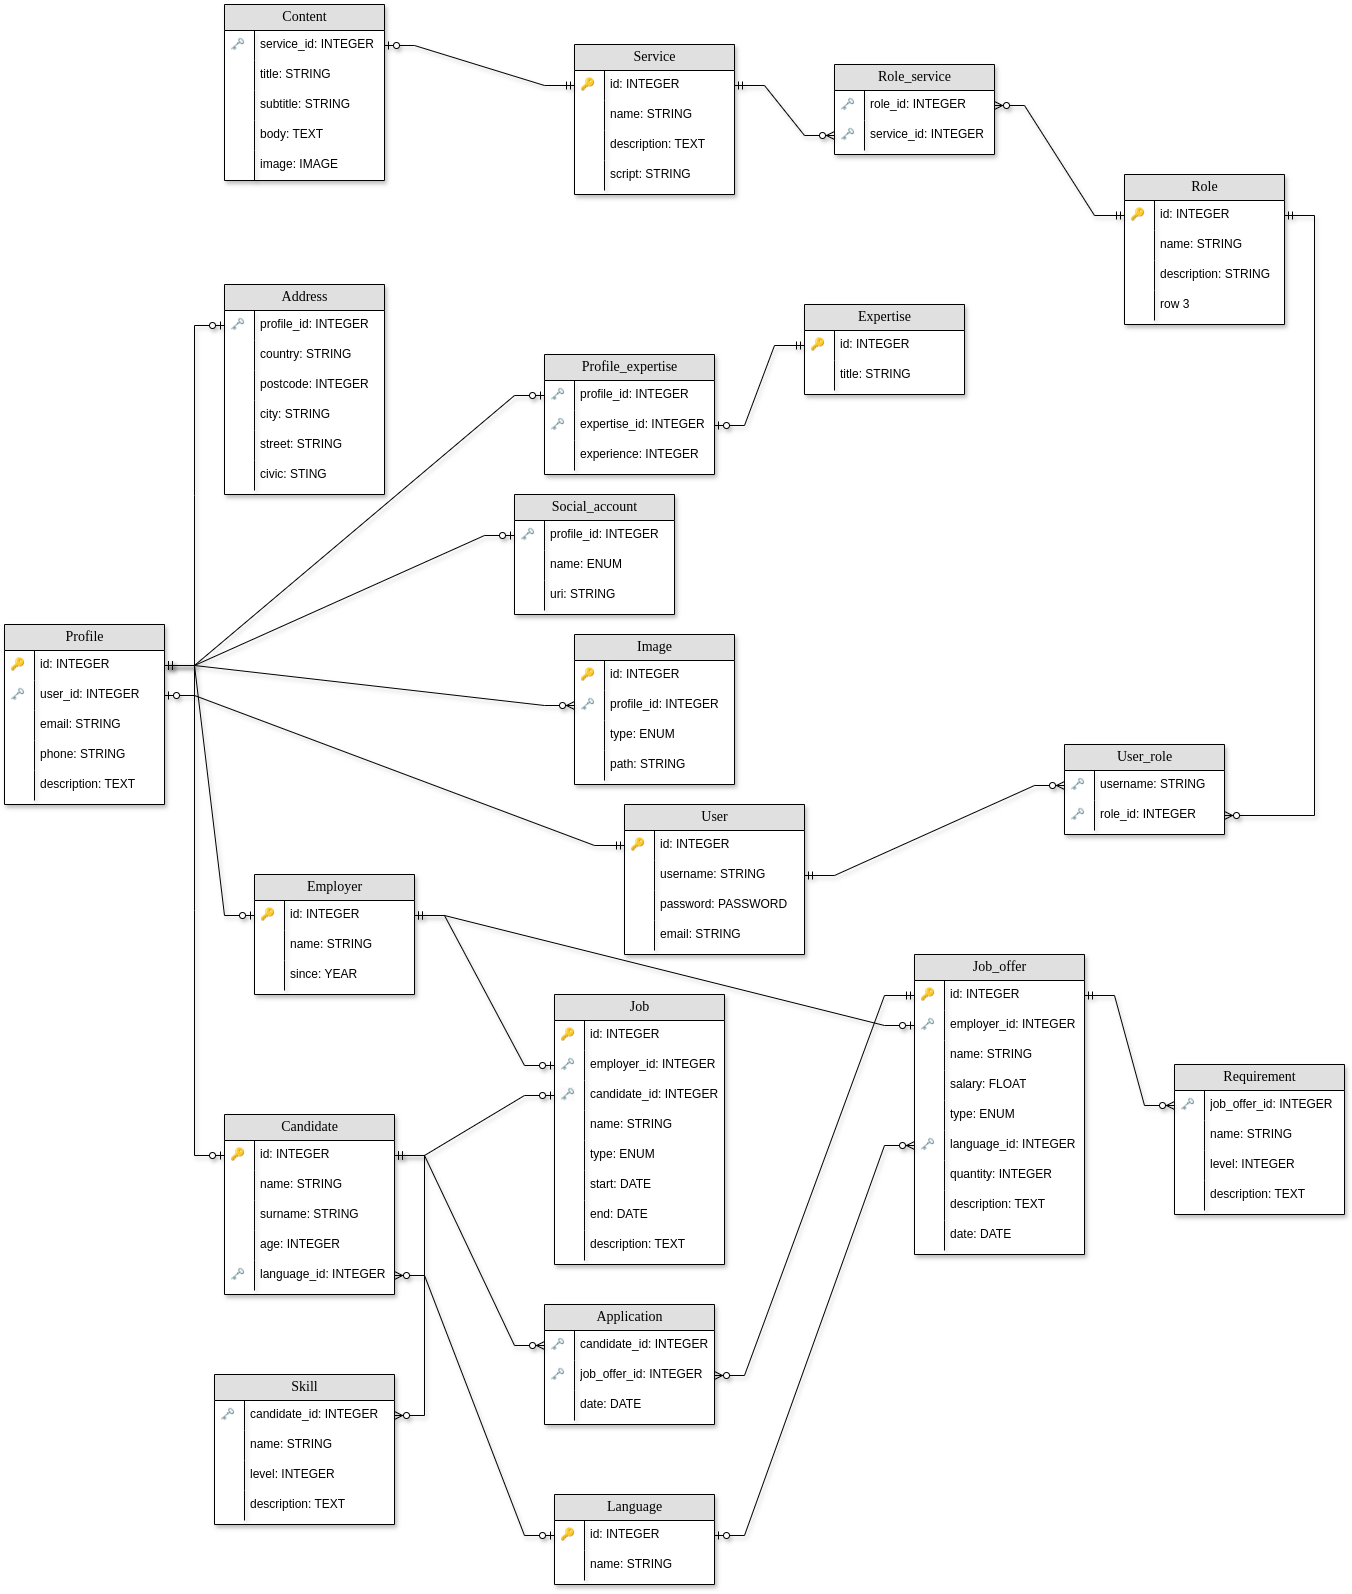 Content
service_id: INTEGER
title: STRING
subtitle: STRING
body: TEXT
image: IMAGE
Service
id: INTEGER
name: STRING
description: TEXT
script: STRING
Role_service
role_id: INTEGER
service_id: INTEGER
Role
id: INTEGER
name: STRING
description: STRING
row 3
Address
profile_id: INTEGER
country: STRING
postcode: INTEGER
city: STRING
street: STRING
civic: STING
Expertise
id: INTEGER
title: STRING
Profile_expertise
profile_id: INTEGER
expertise_id: INTEGER
experience: INTEGER
Social_account
profile_id: INTEGER
name: ENUM
uri: STRING
Profile
id: INTEGER
user_id: INTEGER
email: STRING
phone: STRING
description: TEXT
Image
id: INTEGER
profile_id: INTEGER
type: ENUM
path: STRING
User_role
username: STRING
role_id: INTEGER
User
id: INTEGER
username: STRING
password: PASSWORD
email: STRING
Employer
id: INTEGER
name: STRING
since: YEAR
Job_offer
id: INTEGER
employer_id: INTEGER
name: STRING
salary: FLOAT
type: ENUM
language_id: INTEGER
quantity: INTEGER
description: TEXT
date: DATE
Job
id: INTEGER
employer_id: INTEGER
candidate_id: INTEGER
name: STRING
type: ENUM
start: DATE
end: DATE
description: TEXT
Requirement
job_offer_id: INTEGER
name: STRING
level: INTEGER
description: TEXT
Candidate
id: INTEGER
name: STRING
surname: STRING
age: INTEGER
language_id: INTEGER
Application
candidate_id: INTEGER
job_offer_id: INTEGER
date: DATE
Skill
candidate_id: INTEGER
name: STRING
level: INTEGER
description: TEXT
Language
id: INTEGER
name: STRING